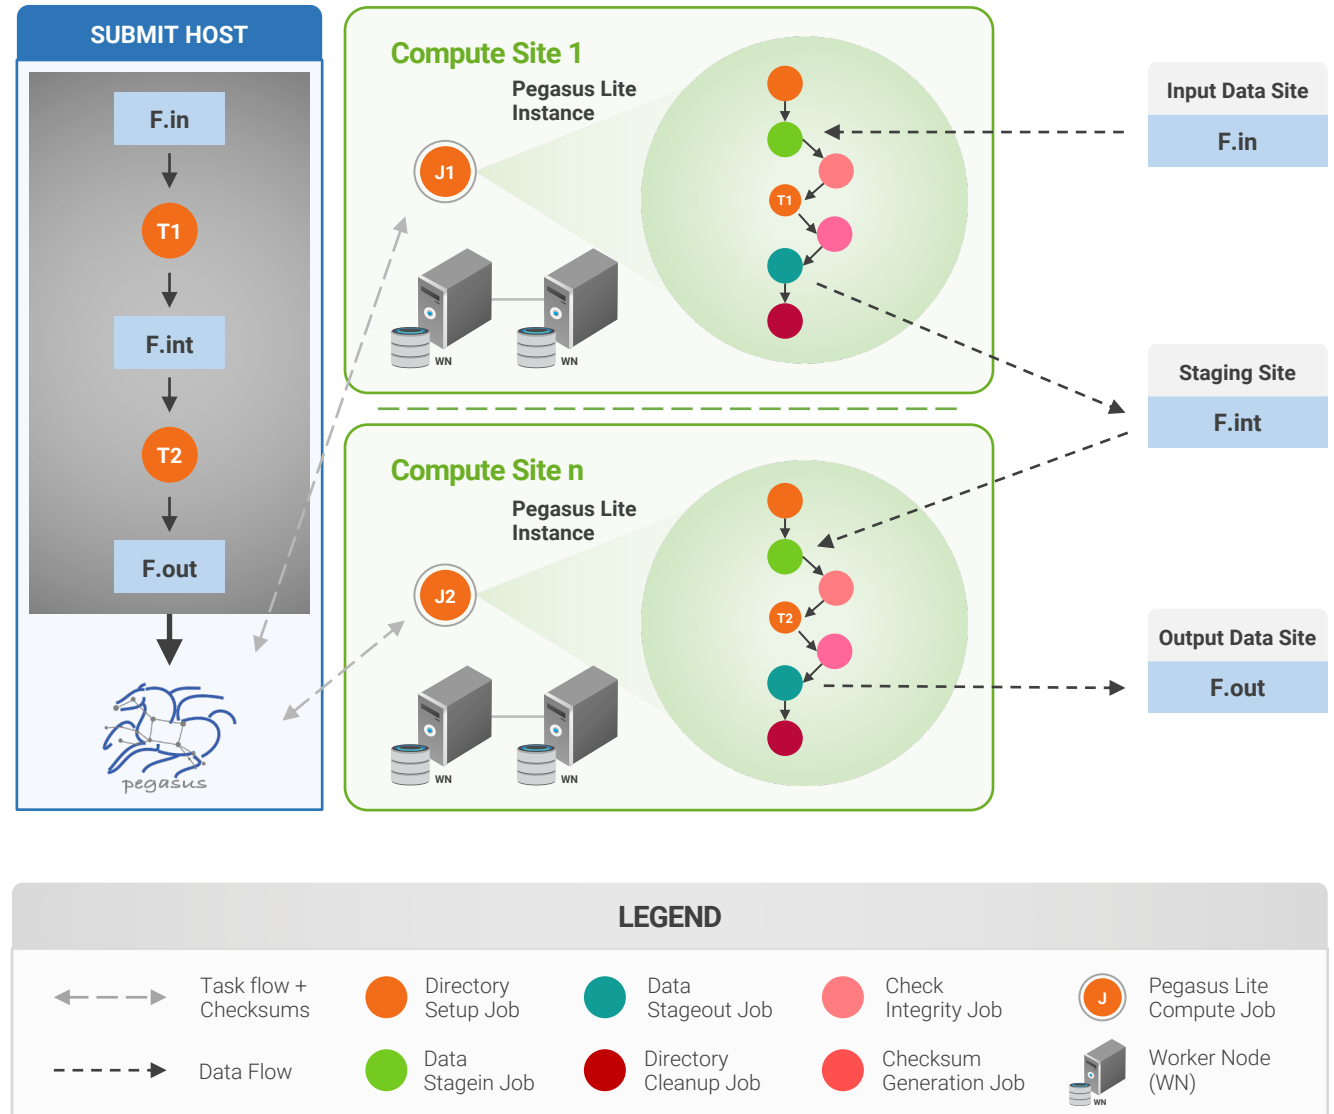 SUBMIT HOST
F.in
T1
F.int
T2
F.out
pegasus
Compute Site 1
Pegasus Lite
Instance
J1
T1
WN
WN
Compute Site n
Pegasus Lite
Instance
J2
T2
WN
WN
Input Data Site
F.in
Staging Site
F.int
Output Data Site
F.out
LEGEND
Task flow +
Checksums
Directory
Setup Job
Data
Stageout Job
Check
Integrity Job
J
Pegasus Lite
Compute Job
Data Flow
Data
Stagein Job
Directory
Cleanup Job
Checksum
Generation Job
WN
Worker Node
(WN)